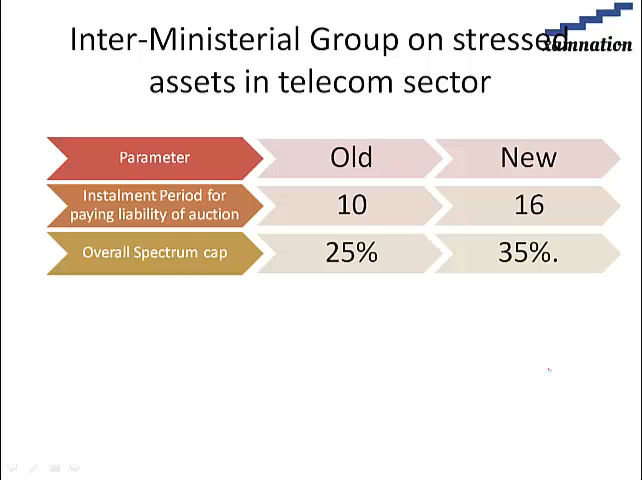 Inter-Ministerial Group on stressed
assets in telecom sector
Parameter Old New
Instalment Period for
paying liability of auction 10 16
Overall Spectrum cap 25% 35%.